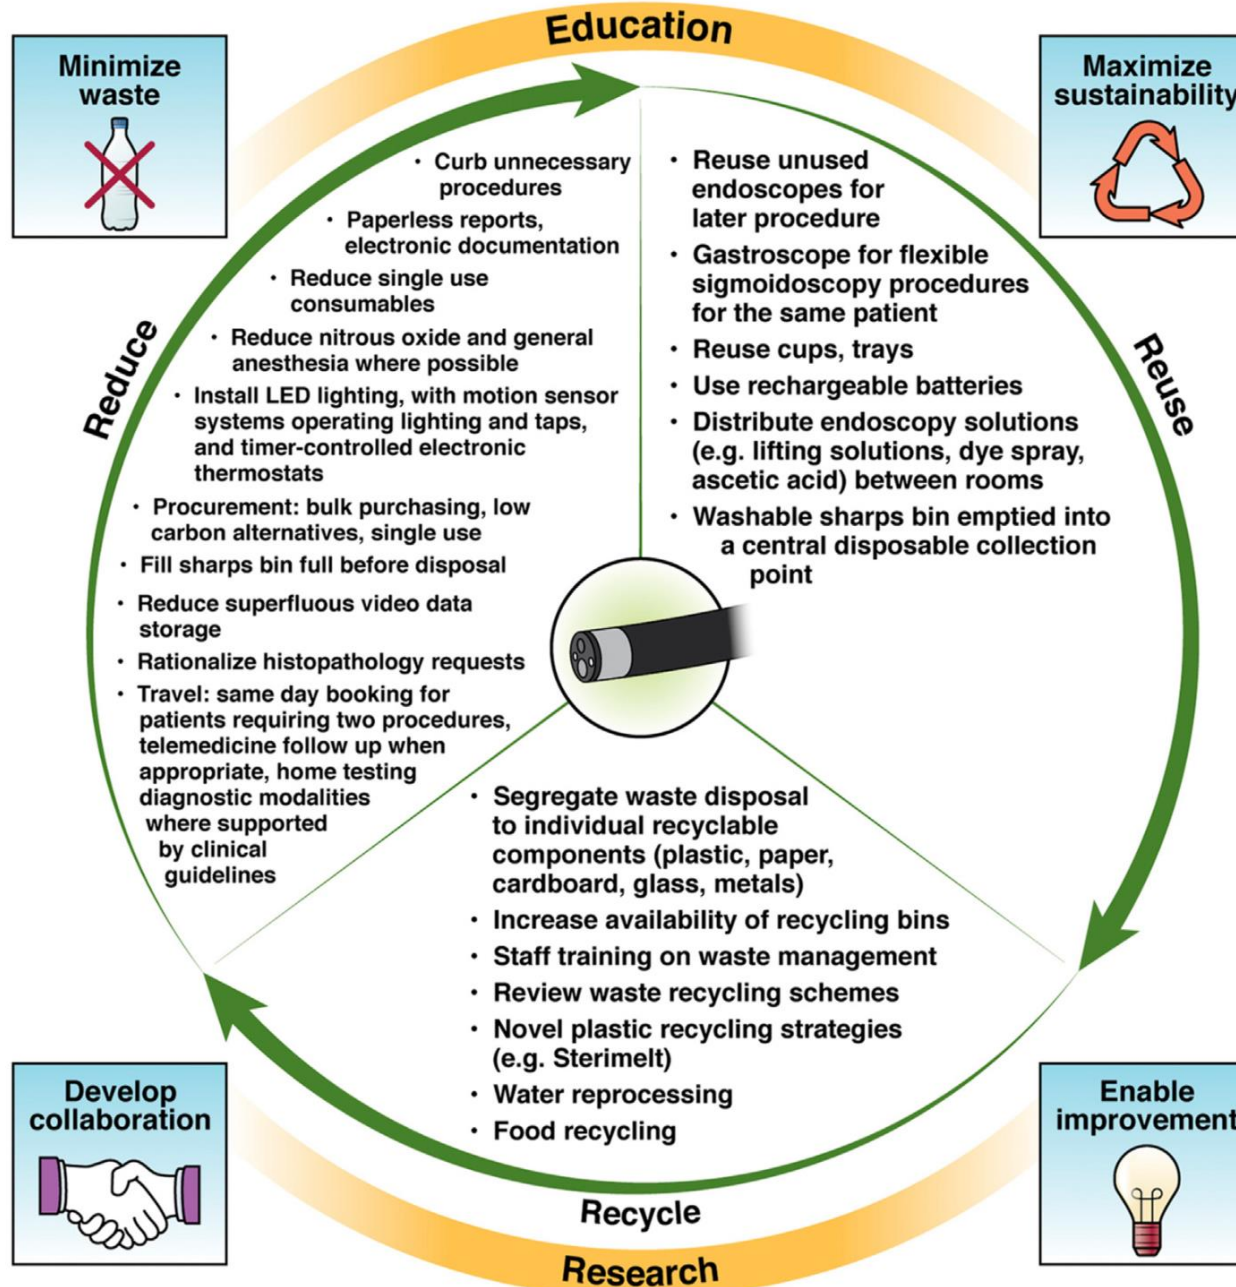 Education
Minimize
waste
Maximize
sustainability
Reduce
• Curb unnecessary
procedures
• Paperless reports,
electronic documentation
• Reduce single use
consumables
• Reduce nitrous oxide and general
anesthesia where possible
• Install LED lighting, with motion sensor
systems operating lighting and taps,
and timer-controlled electronic
thermostats
• Procurement: bulk purchasing, low
carbon alternatives, single use
• Fill sharps bin full before disposal
• Reduce superfluous video data
storage
• Rationalize histopathology requests
• Travel: same day booking for
patients requiring two procedures,
telemedicine follow up when
appropriate, home testing
diagnostic modalities
where supported
by clinical
guidelines
Reuse
• Reuse unused
endoscopes for
later procedure
• Gastroscope for flexible
sigmoidoscopy procedures
for the same patient
• Reuse cups, trays
• Use rechargeable batteries
• Distribute endoscopy solutions
(e.g. lifting solutions, dye spray,
ascetic acid) between rooms
• Washable sharps bin emptied into
a central disposable collection
point
• Segregate waste disposal
to individual recyclable
components (plastic, paper,
cardboard, glass, metals)
• Increase availability of recycling bins
• Staff training on waste management
• Review waste recycling schemes
• Novel plastic recycling strategies
(e.g. Sterimelt)
• Water reprocessing
• Food recycling
Recycle
Develop
collaboration
Enable
improvement
Research